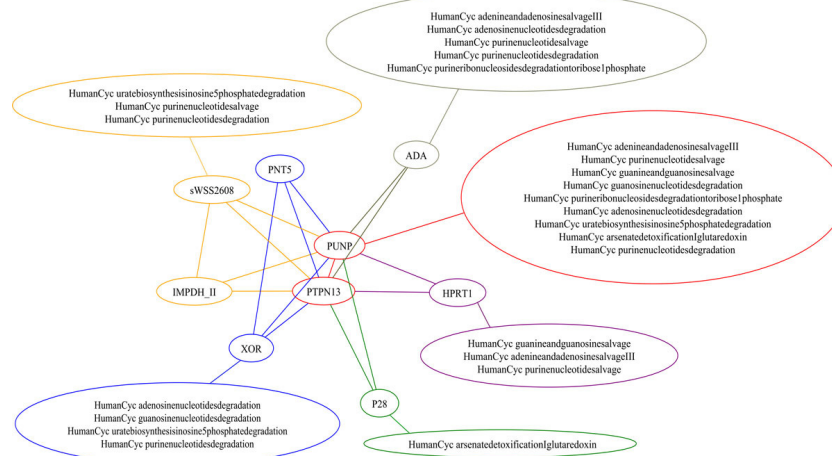 HumanCyc adenineandadenosinesalvageIII
HumanCyc adenosinenucleotidesdegradation
HumanCyc purinenucleotidesalvage
HumanCyc purinenucleotidesdegradation
HumanCyc purineribonucleosidesdegradationtoribose1phosphate
HumanCyc uratebiosynthesisinosine5phosphatedegradation
HumanCyc purinenucleotidesalvage
HumanCyc purinenucleotidesdegradation
ADA
PNT5
sWSS2608
HumanCyc adenineandadenosinesalvageIII
HumanCyc purinenucleotidesalvage
HumanCyc guanineandguanosinesalvage
HumanCyc guanosinenucleotidesdegradation
HumanCyc purineribonucleosidesdegradationtoribose1phosphate
HumanCyc adenosinenucleotidesdegradation
HumanCyc uratebiosynthesisinosine5phosphatedegradation
HumanCyc arsenatedetoxificationIglutaredoxin
HumanCyc purinenucleotidesdegradation
PUNP
IMPDH_II
PTPN13
HPRT1
XOR
HumanCyc guanineandguanosinesalvage
HumanCyc adenineandadenosinesalvageIII
HumanCyc purinenucleotidesalvage
P28
HumanCyc adenosinenucleotidesdegradation
HumanCyc guanosinenucleotidesdegradation
HumanCyc uratebiosynthesisinosine5phosphatedegradation
HumanCyc purinenucleotidesdegradation
HumanCyc arsenatedetoxificationIglutaredoxin